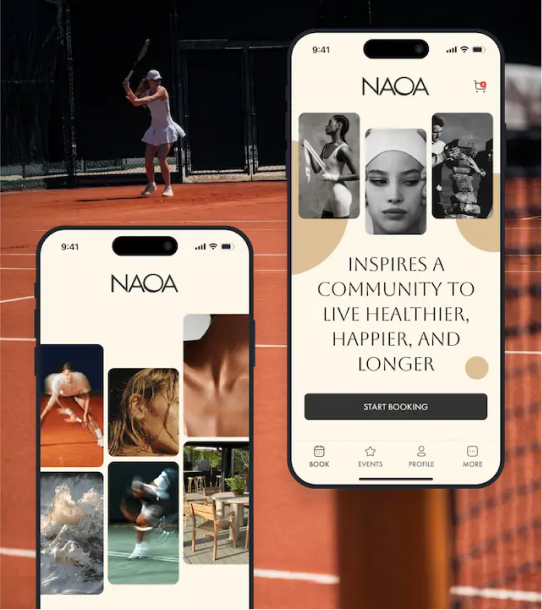 9:41
NAOA
INSPIRES A
COMMUNITY TO
LIVE HEALTHIER,
HAPPIER, AND
LONGER
START BOOKING
BOOK
EVENTS
PROFILE
MORE
9:41
NAOA